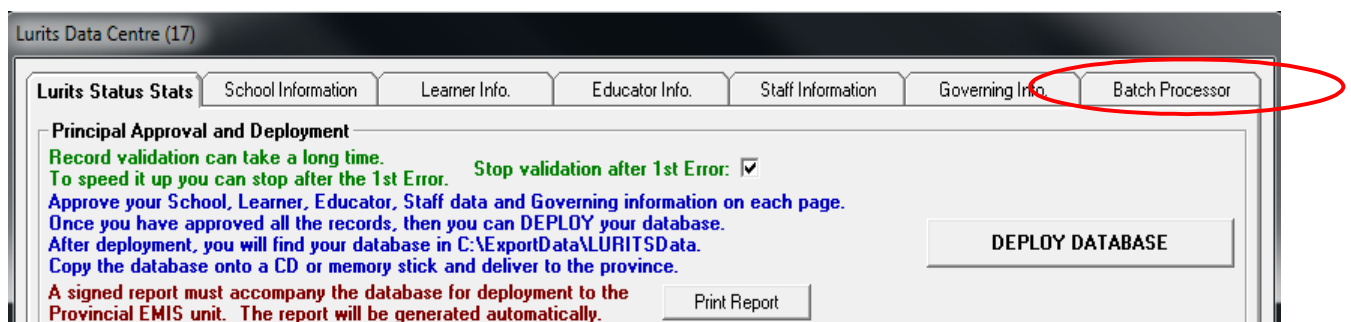 Lurits Data Centre (17)
Lurits Status Stats School Information Learner Info. Educator Info. Staff Information Governing Info. Batch Processor
Principal Approval and Deployment
Record validation can take a long time.
To speed it up you can stop after the 1st Error.
Stop validation after 1st Error:
Approve your School, Learner, Educator, Staff data and Governing information on each page.
Once you have approved all the records, then you can DEPLOY your database.
After deployment, you will find your database in C:\ExportData\LURITSData.
Copy the database onto a CD or memory stick and deliver to the province.
DEPLOY DATABASE
A signed report must accompany the database for deployment to the
Provincial EMIS unit. The report will be generated automatically.
Print Report